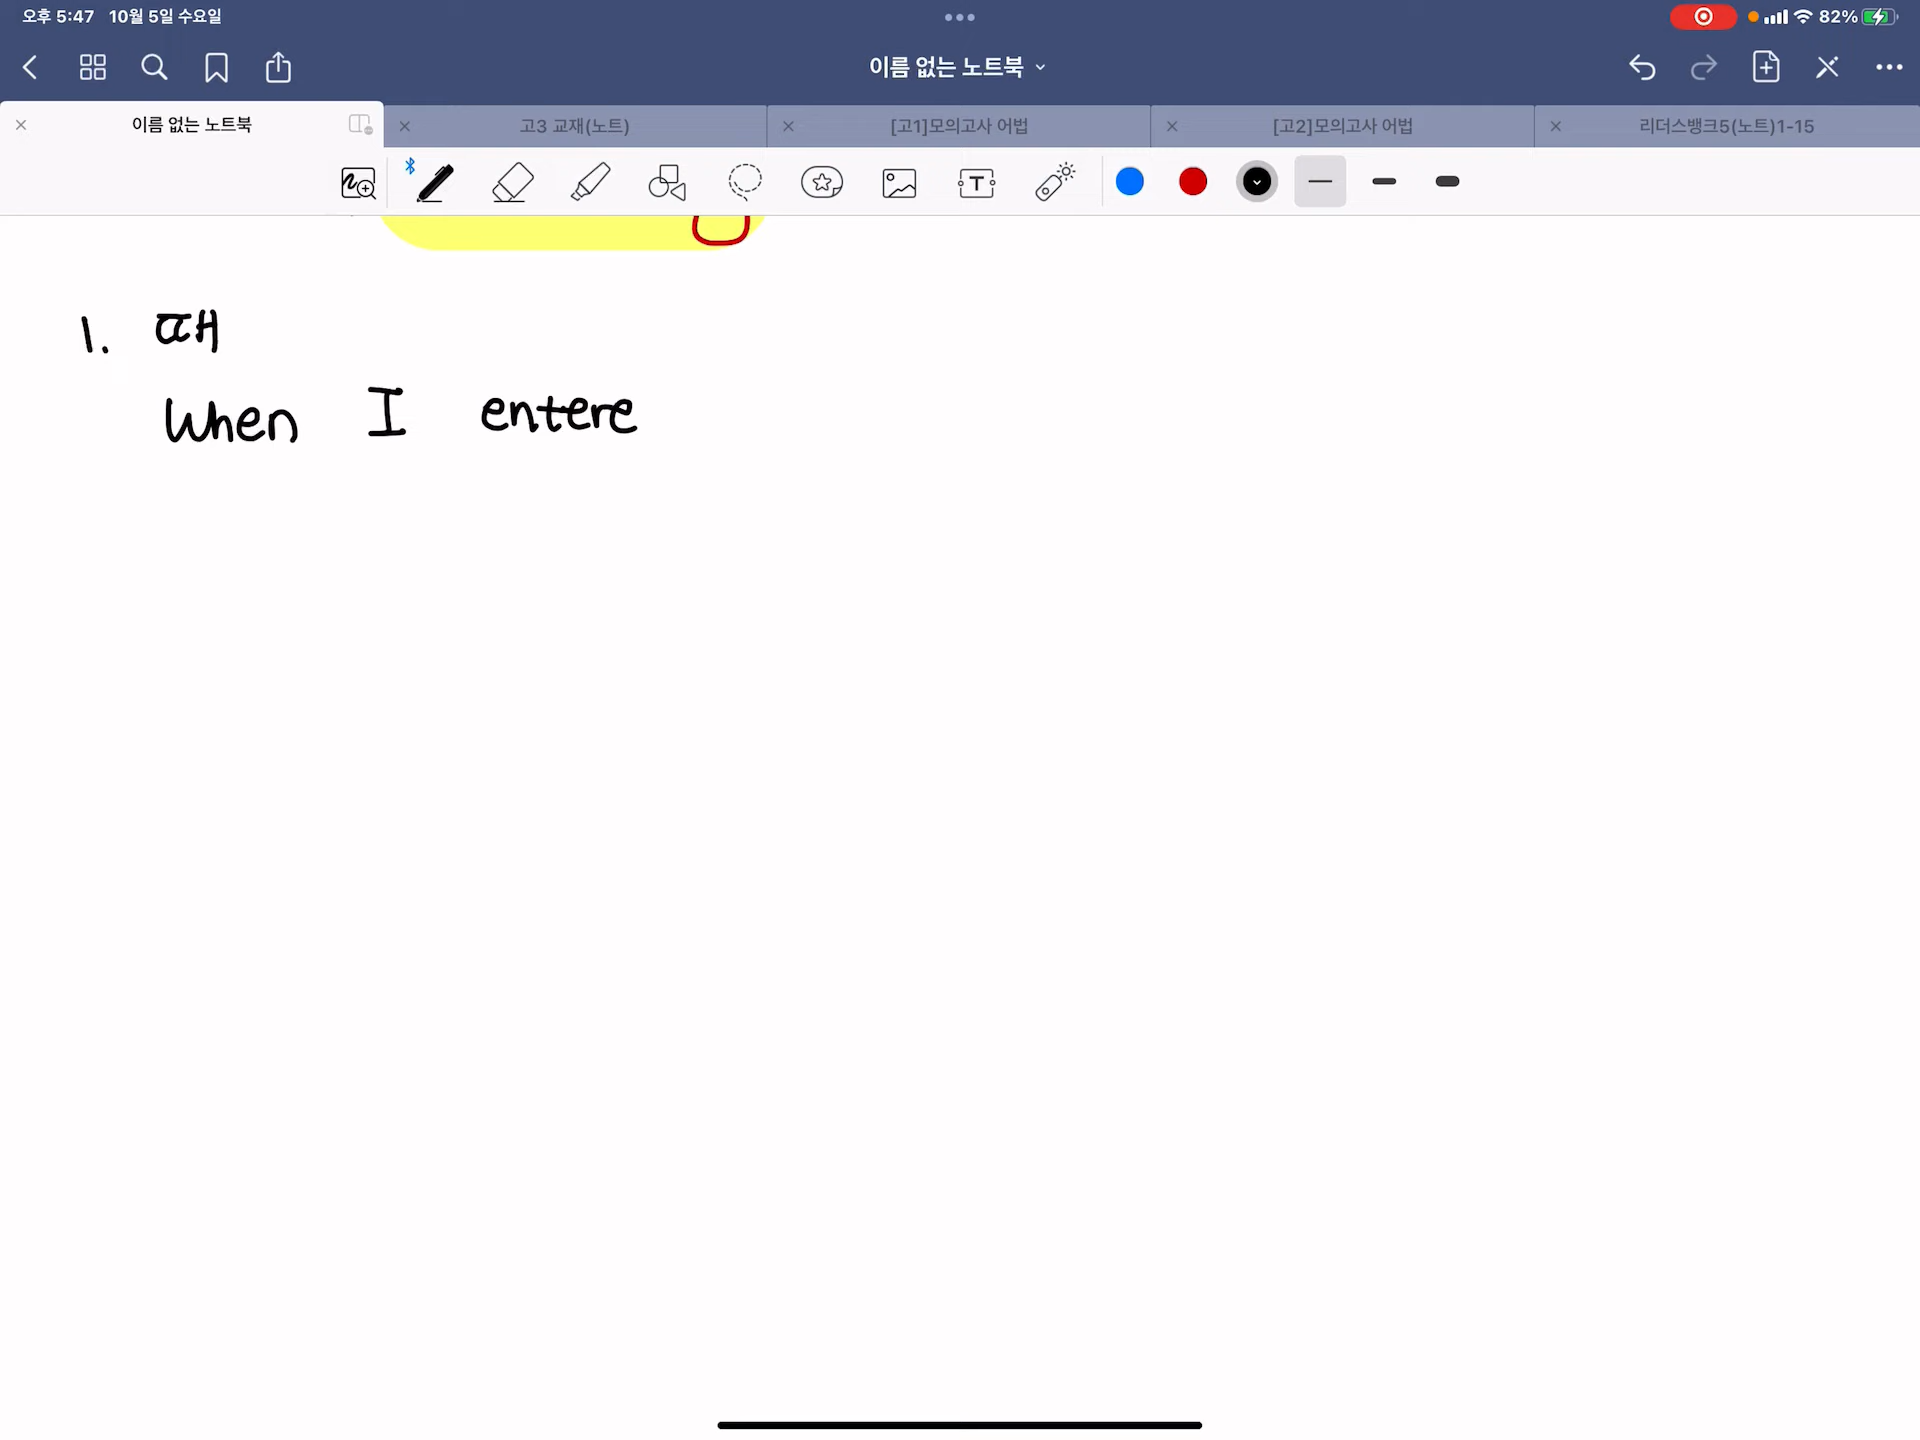 오후 5:47 10월 5일 수요일 82%
이름 없는 노트북
이름 없는 노트북 고3 교재(노트) [고1]모의고사 어법 [고2]모의고사 어법 리더스뱅크5(노트)1-15
1. 때
When I entere